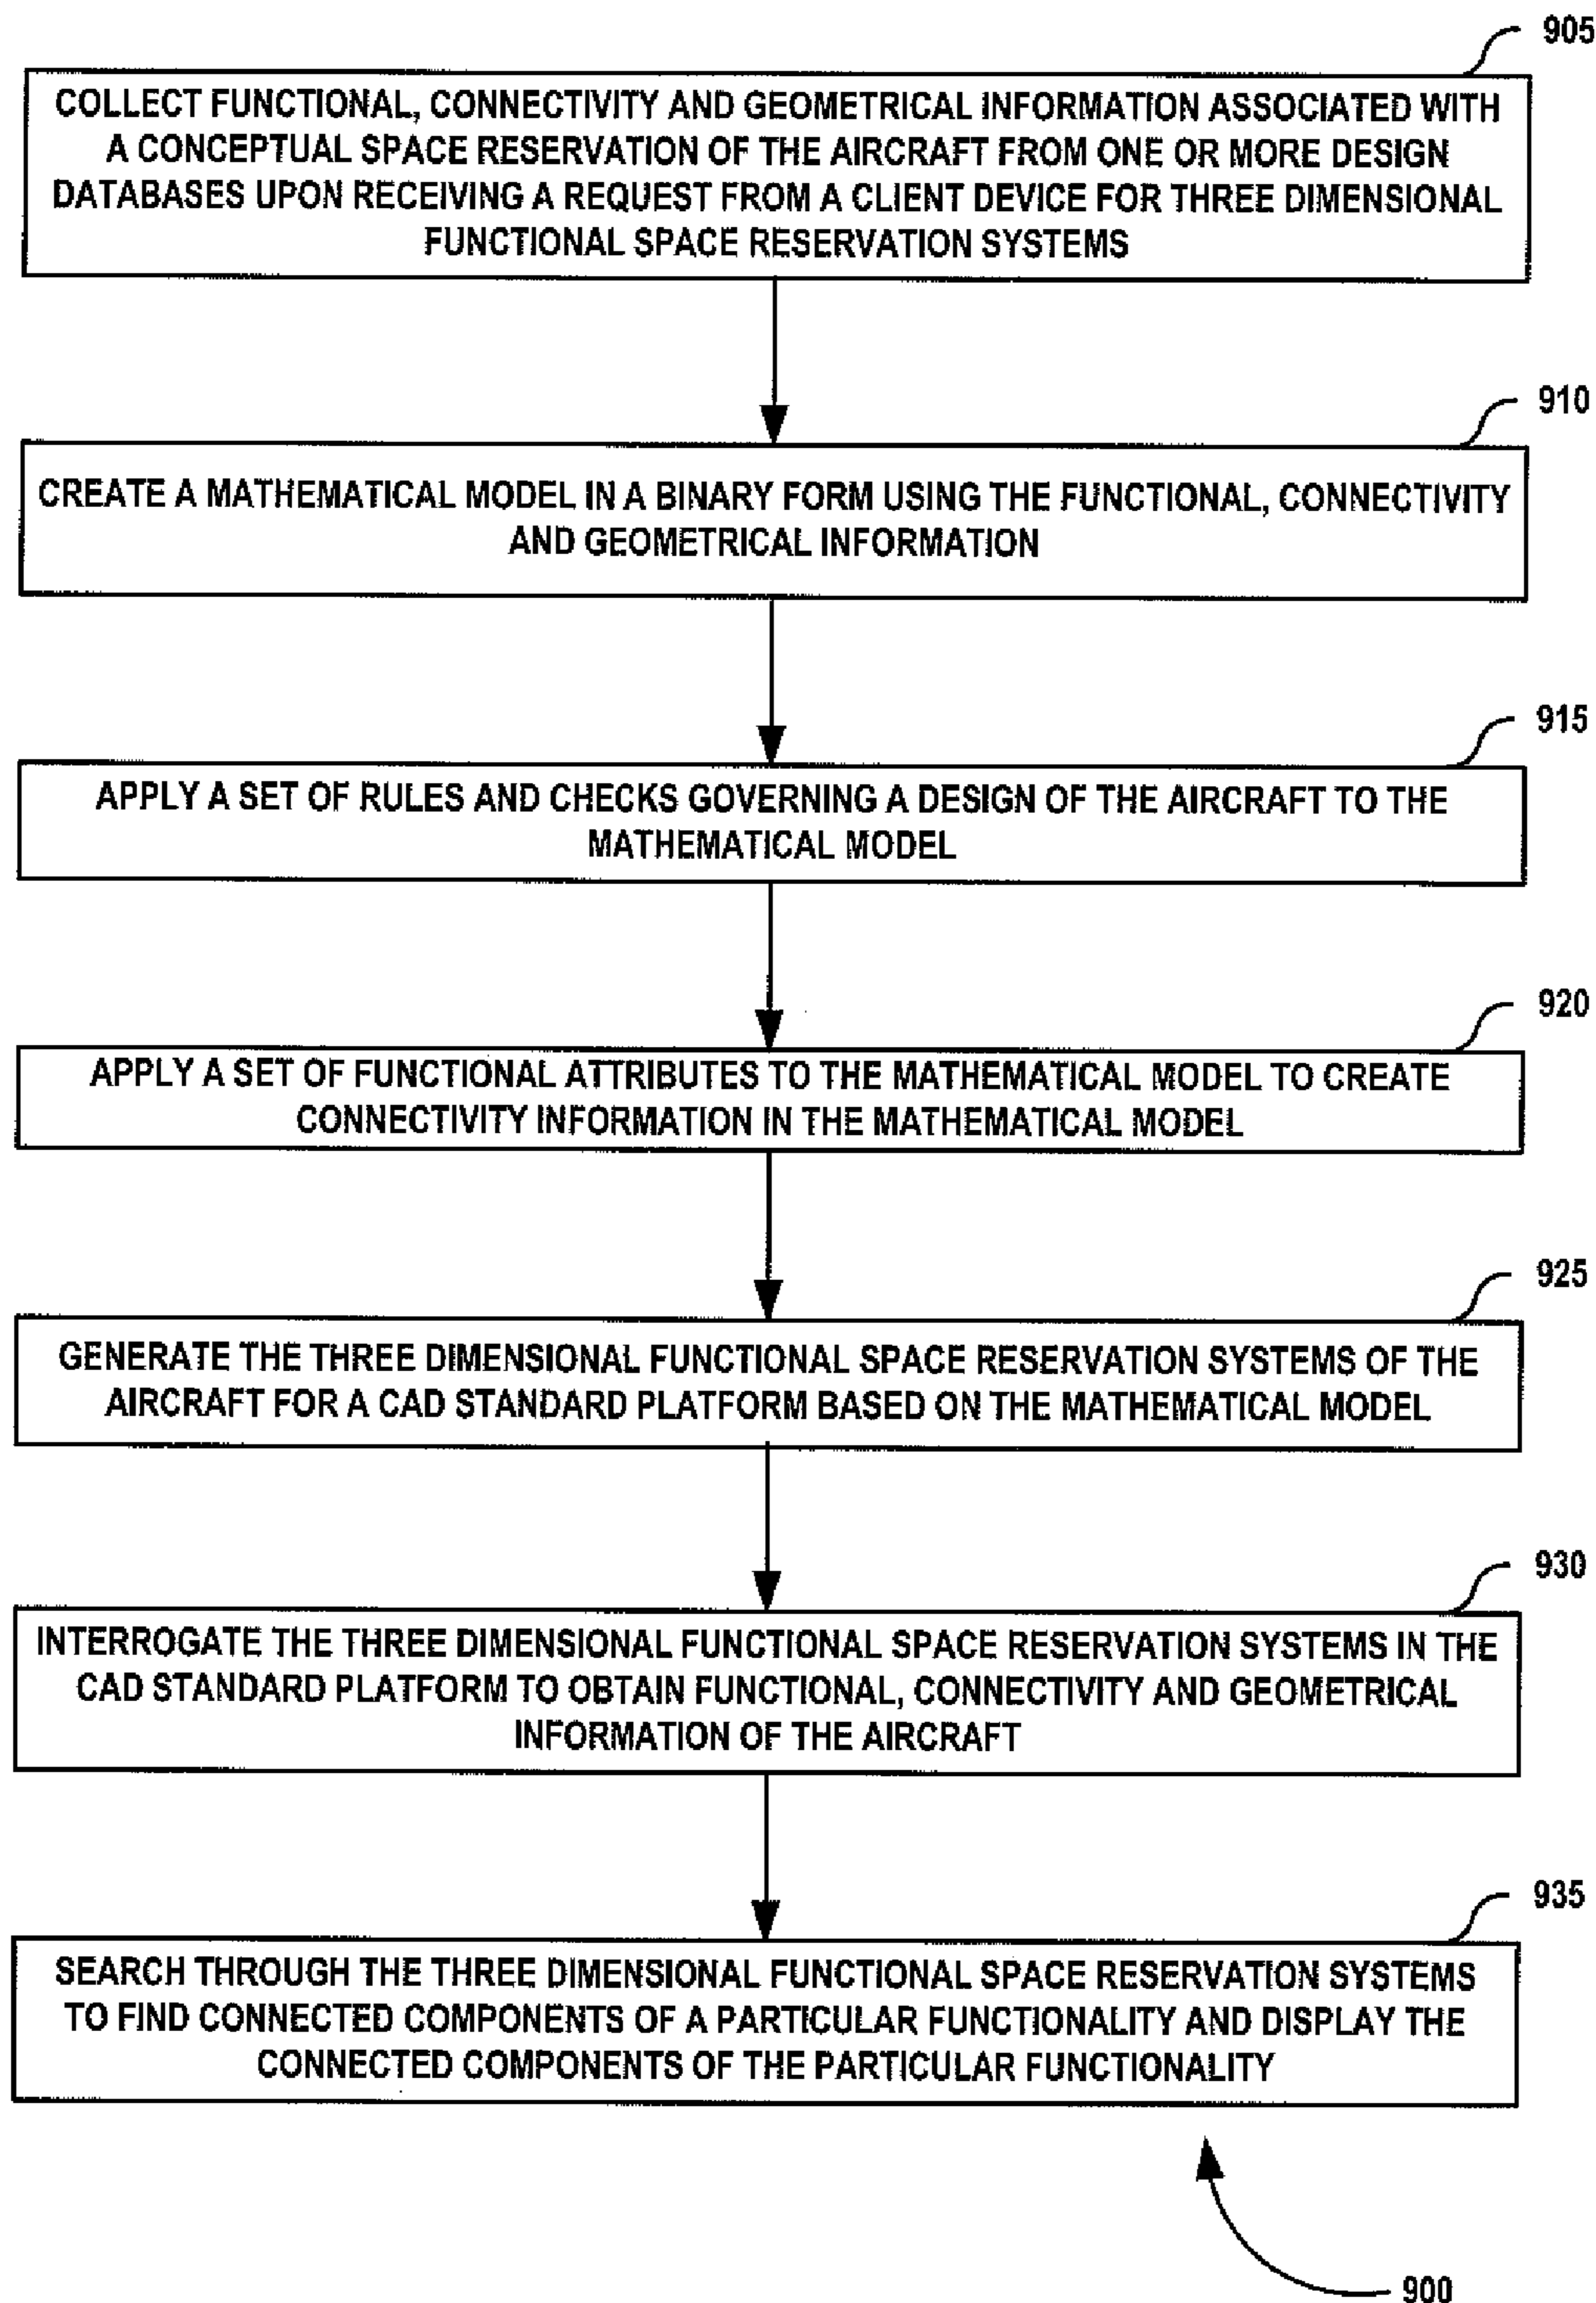 905
COLLECT FUNCTIONAL, CONNECTIVITY AND GEOMETRICAL INFORMATION ASSOCIATED WITH
A CONCEPTUAL SPACE RESERVATION OF THE AIRCRAFT FROM ONE OR MORE DESIGN
DATABASES UPON RECEIVING A REQUEST FROM A CLIENT DEVICE FOR THREE DIMENSIONAL
FUNCTIONAL SPACE RESERVATION SYSTEMS
910
CREATE A MATHEMATICAL MODEL IN A BINARY FORM USING THE FUNCTIONAL, CONNECTIVITY
AND GEOMETRICAL INFORMATION
915
APPLY A SET OF RULES AND CHECKS GOVERNING A DESIGN OF THE AIRCRAFT TO THE
MATHEMATICAL MODEL
920
APPLY A SET OF FUNCTIONAL ATTRIBUTES TO THE MATHEMATICAL MODEL TO CREATE
CONNECTIVITY INFORMATION IN THE MATHEMATICAL MODEL
925
GENERATE THE THREE DIMENSIONAL FUNCTIONAL SPACE RESERVATION SYSTEMS OF THE
AIRCRAFT FOR A CAD STANDARD PLATFORM BASED ON THE MATHEMATICAL MODEL
930
INTERROGATE THE THREE DIMENSIONAL FUNCTIONAL SPACE RESERVATION SYSTEMS IN THE
CAD STANDARD PLATFORM TO OBTAIN FUNCTIONAL, CONNECTIVITY AND GEOMETRICAL
INFORMATION OF THE AIRCRAFT
935
SEARCH THROUGH THE THREE DIMENSIONAL FUNCTIONAL SPACE RESERVATION SYSTEMS
TO FIND CONNECTED COMPONENTS OF A PARTICULAR FUNCTIONALITY AND DISPLAY THE
CONNECTED COMPONENTS OF THE PARTICULAR FUNCTIONALITY
900